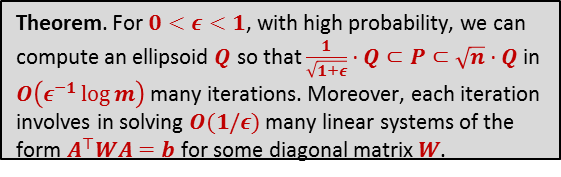 Theorem. For 0 < ϵ < 1, with high probability, we can
compute an ellipsoid Q so that 1/√(1+ϵ) · Q ⊂ P ⊂ √n · Q in
O(ϵ⁻¹ log m) many iterations. Moreover, each iteration
involves in solving O(1/ϵ) many linear systems of the
form AᵀWA = b for some diagonal matrix W.